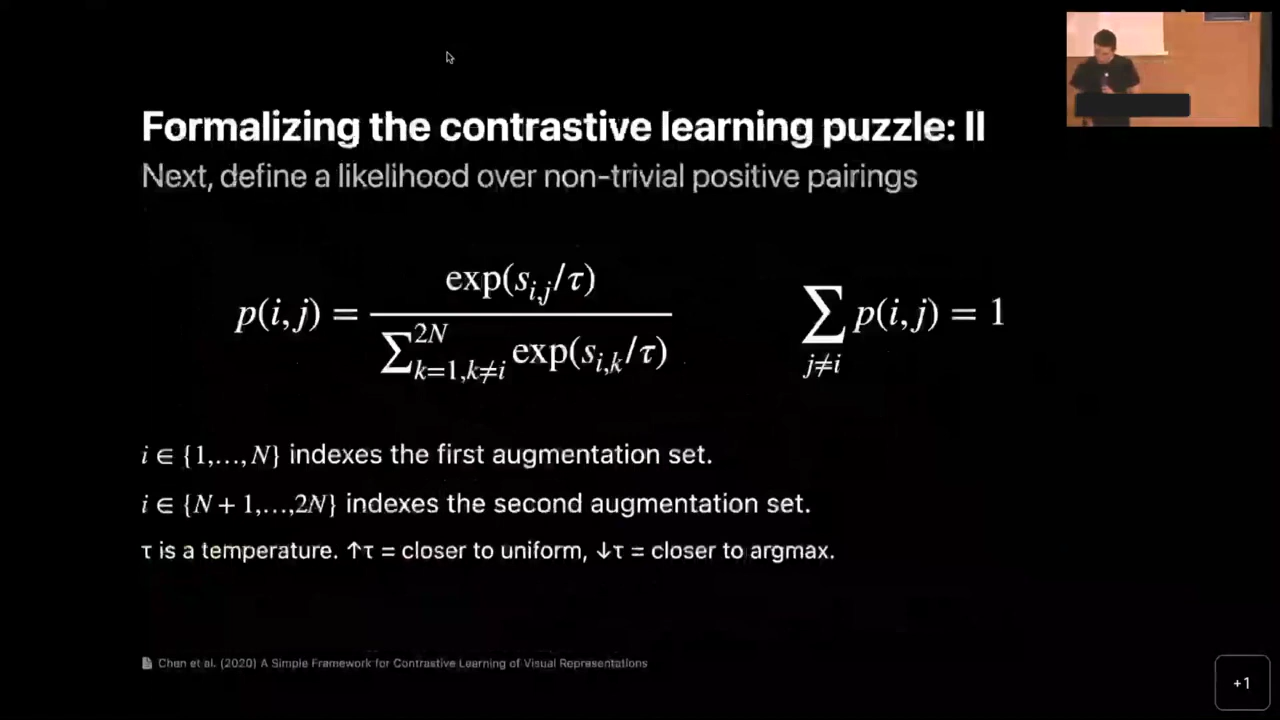 Formalizing the contrastive learning puzzle: II
Next, define a likelihood over non-trivial positive pairings
p(i, j) = exp(s_{i,j}/τ) / ∑_{k=1,k≠i}^{2N} exp(s_{i,k}/τ)
∑_{j≠i} p(i, j) = 1
i ∈ {1,…,N} indexes the first augmentation set.
i ∈ {N + 1,…,2N} indexes the second augmentation set.
τ is a temperature. ↑τ = closer to uniform, ↓τ = closer to argmax.
Chen et al. (2020) A Simple Framework for Contrastive Learning of Visual Representations
+1